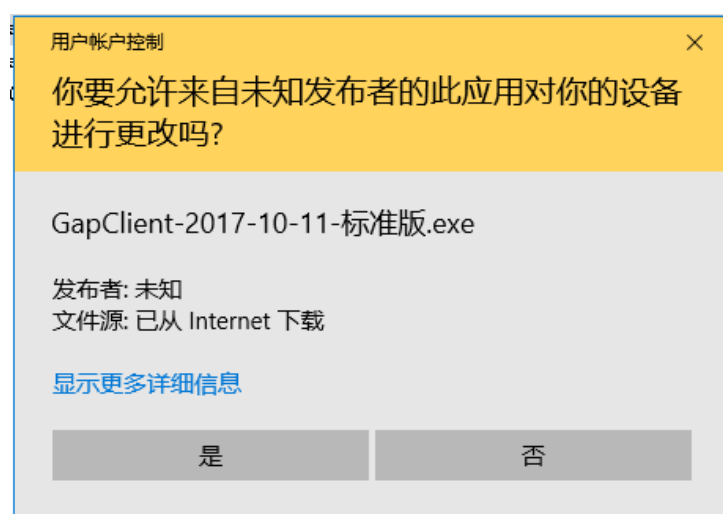 用户帐户控制
你要允许来自未知发布者的此应用对你的设备
进行更改吗?
GapClient-2017-10-11-标准版.exe
发布者: 未知
文件源: 已从 Internet 下载
显示更多详细信息
是
否